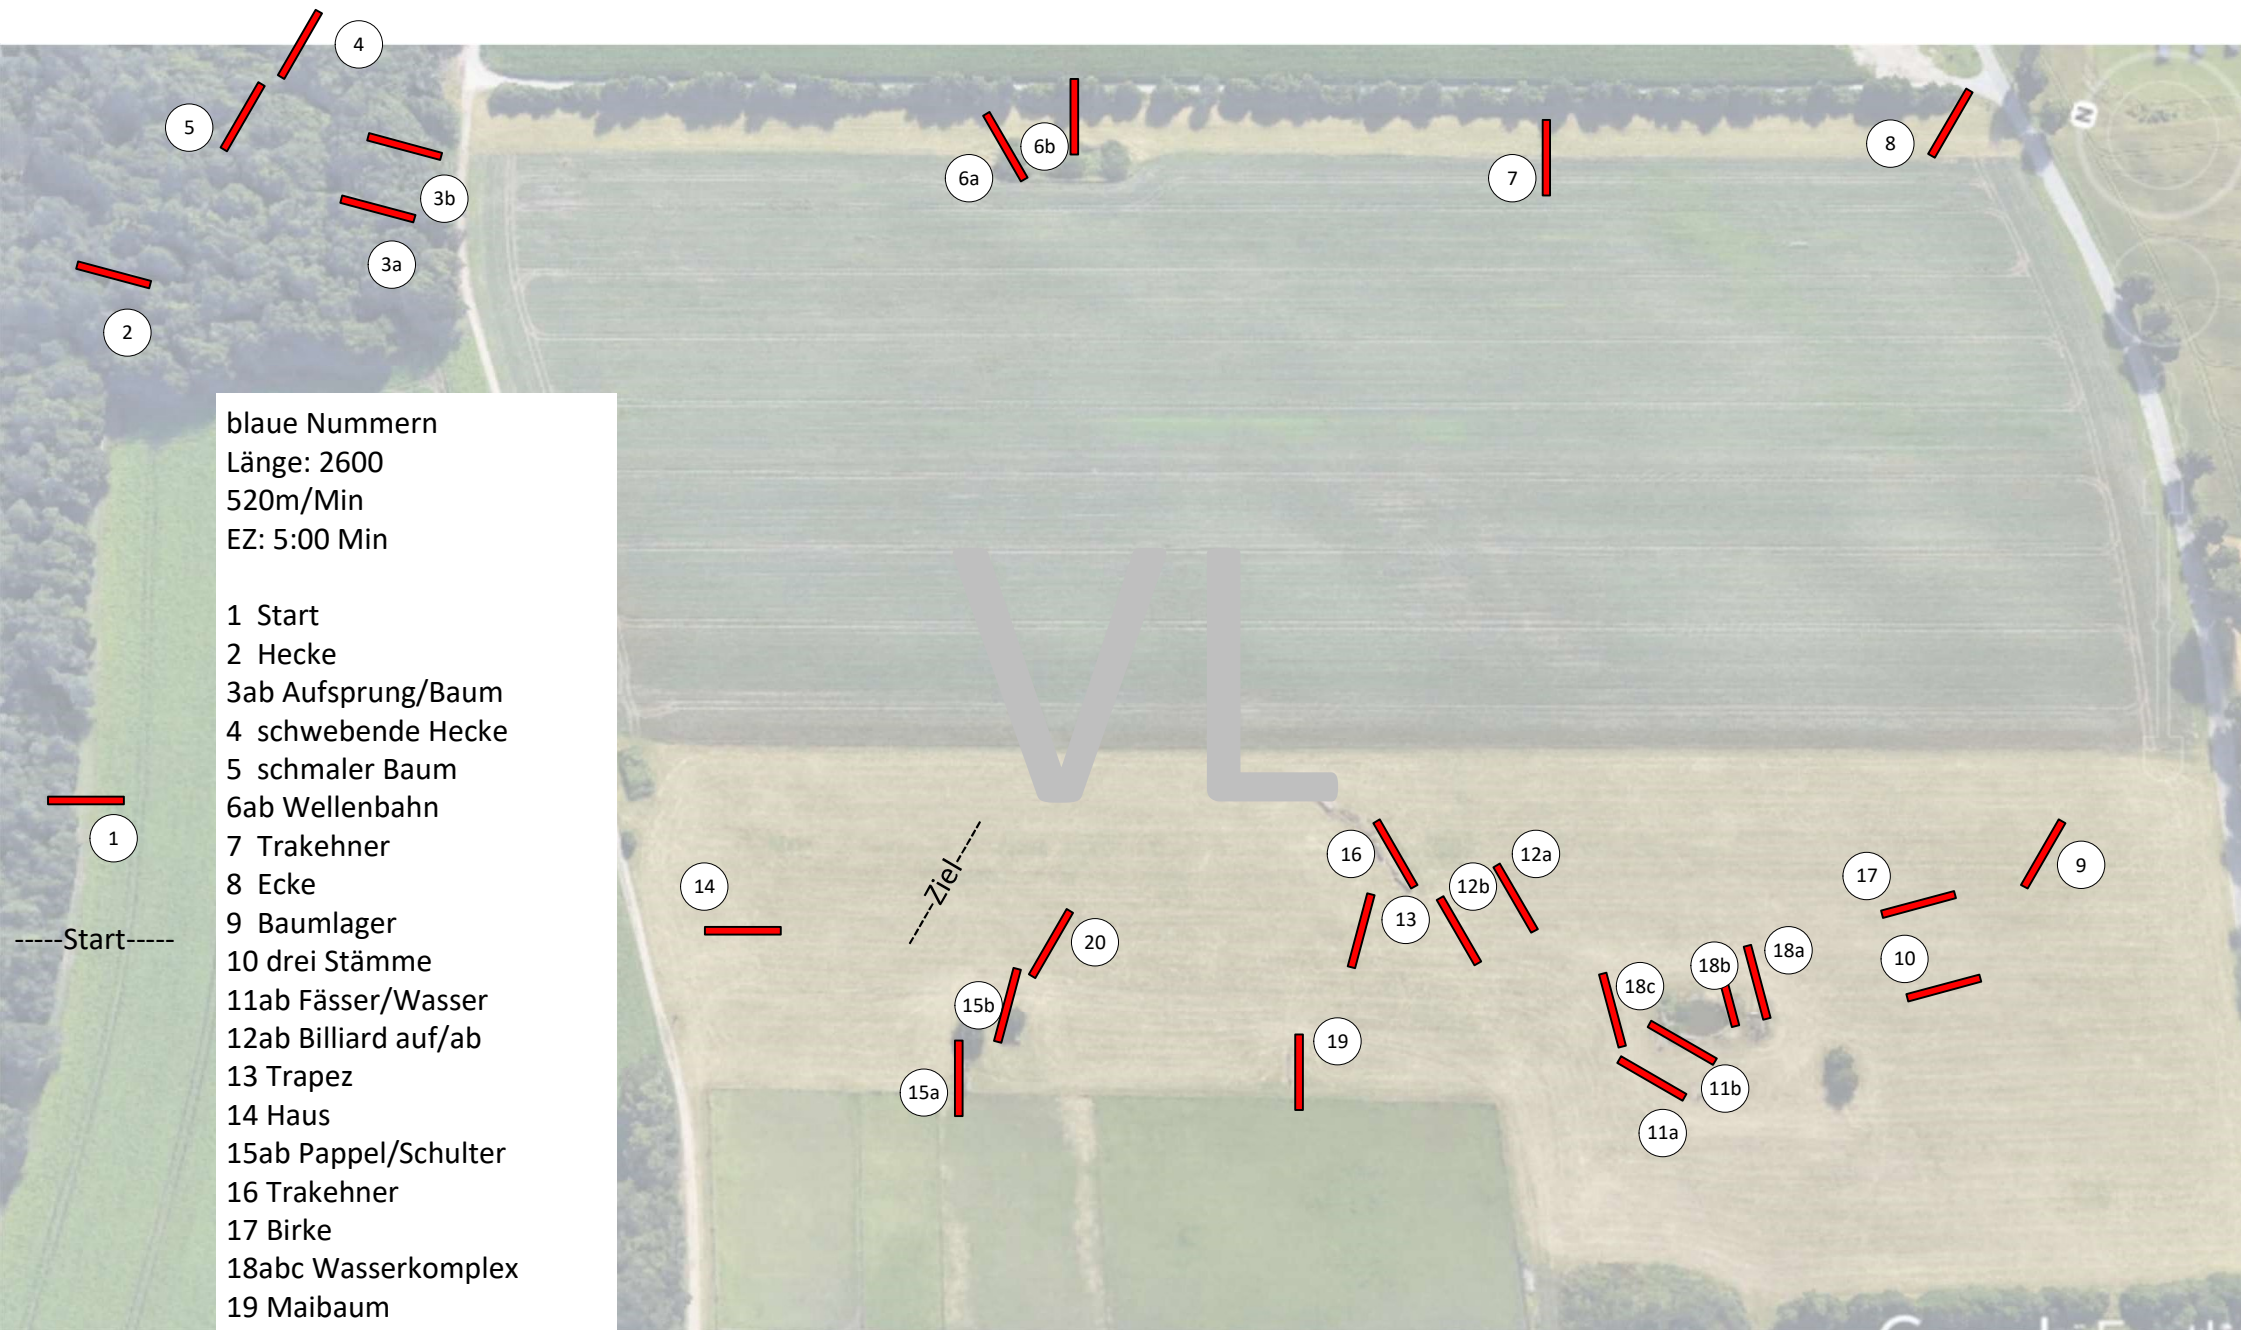 4
5
6b
8
6a
7
3b
3a
2
N
blaue Nummern
Länge: 2600
520m/Min
EZ: 5:00 Min
1 Start
2 Hecke
3ab Aufsprung/Baum
4 schwebende Hecke
5 schmaler Baum
6ab Wellenbahn
7 Trakehner
8 Ecke
9 Baumlager
10 drei Stämme
11ab Fässer/Wasser
12ab Billiard auf/ab
13 Trapez
14 Haus
15ab Pappel/Schulter
16 Trakehner
17 Birke
18abc Wasserkomplex
19 Maibaum
VL
1
-----Start-----
14
----Ziel----
20
15b
15a
16
12a
12b
13
19
17
9
10
18a
18b
18c
11b
11a